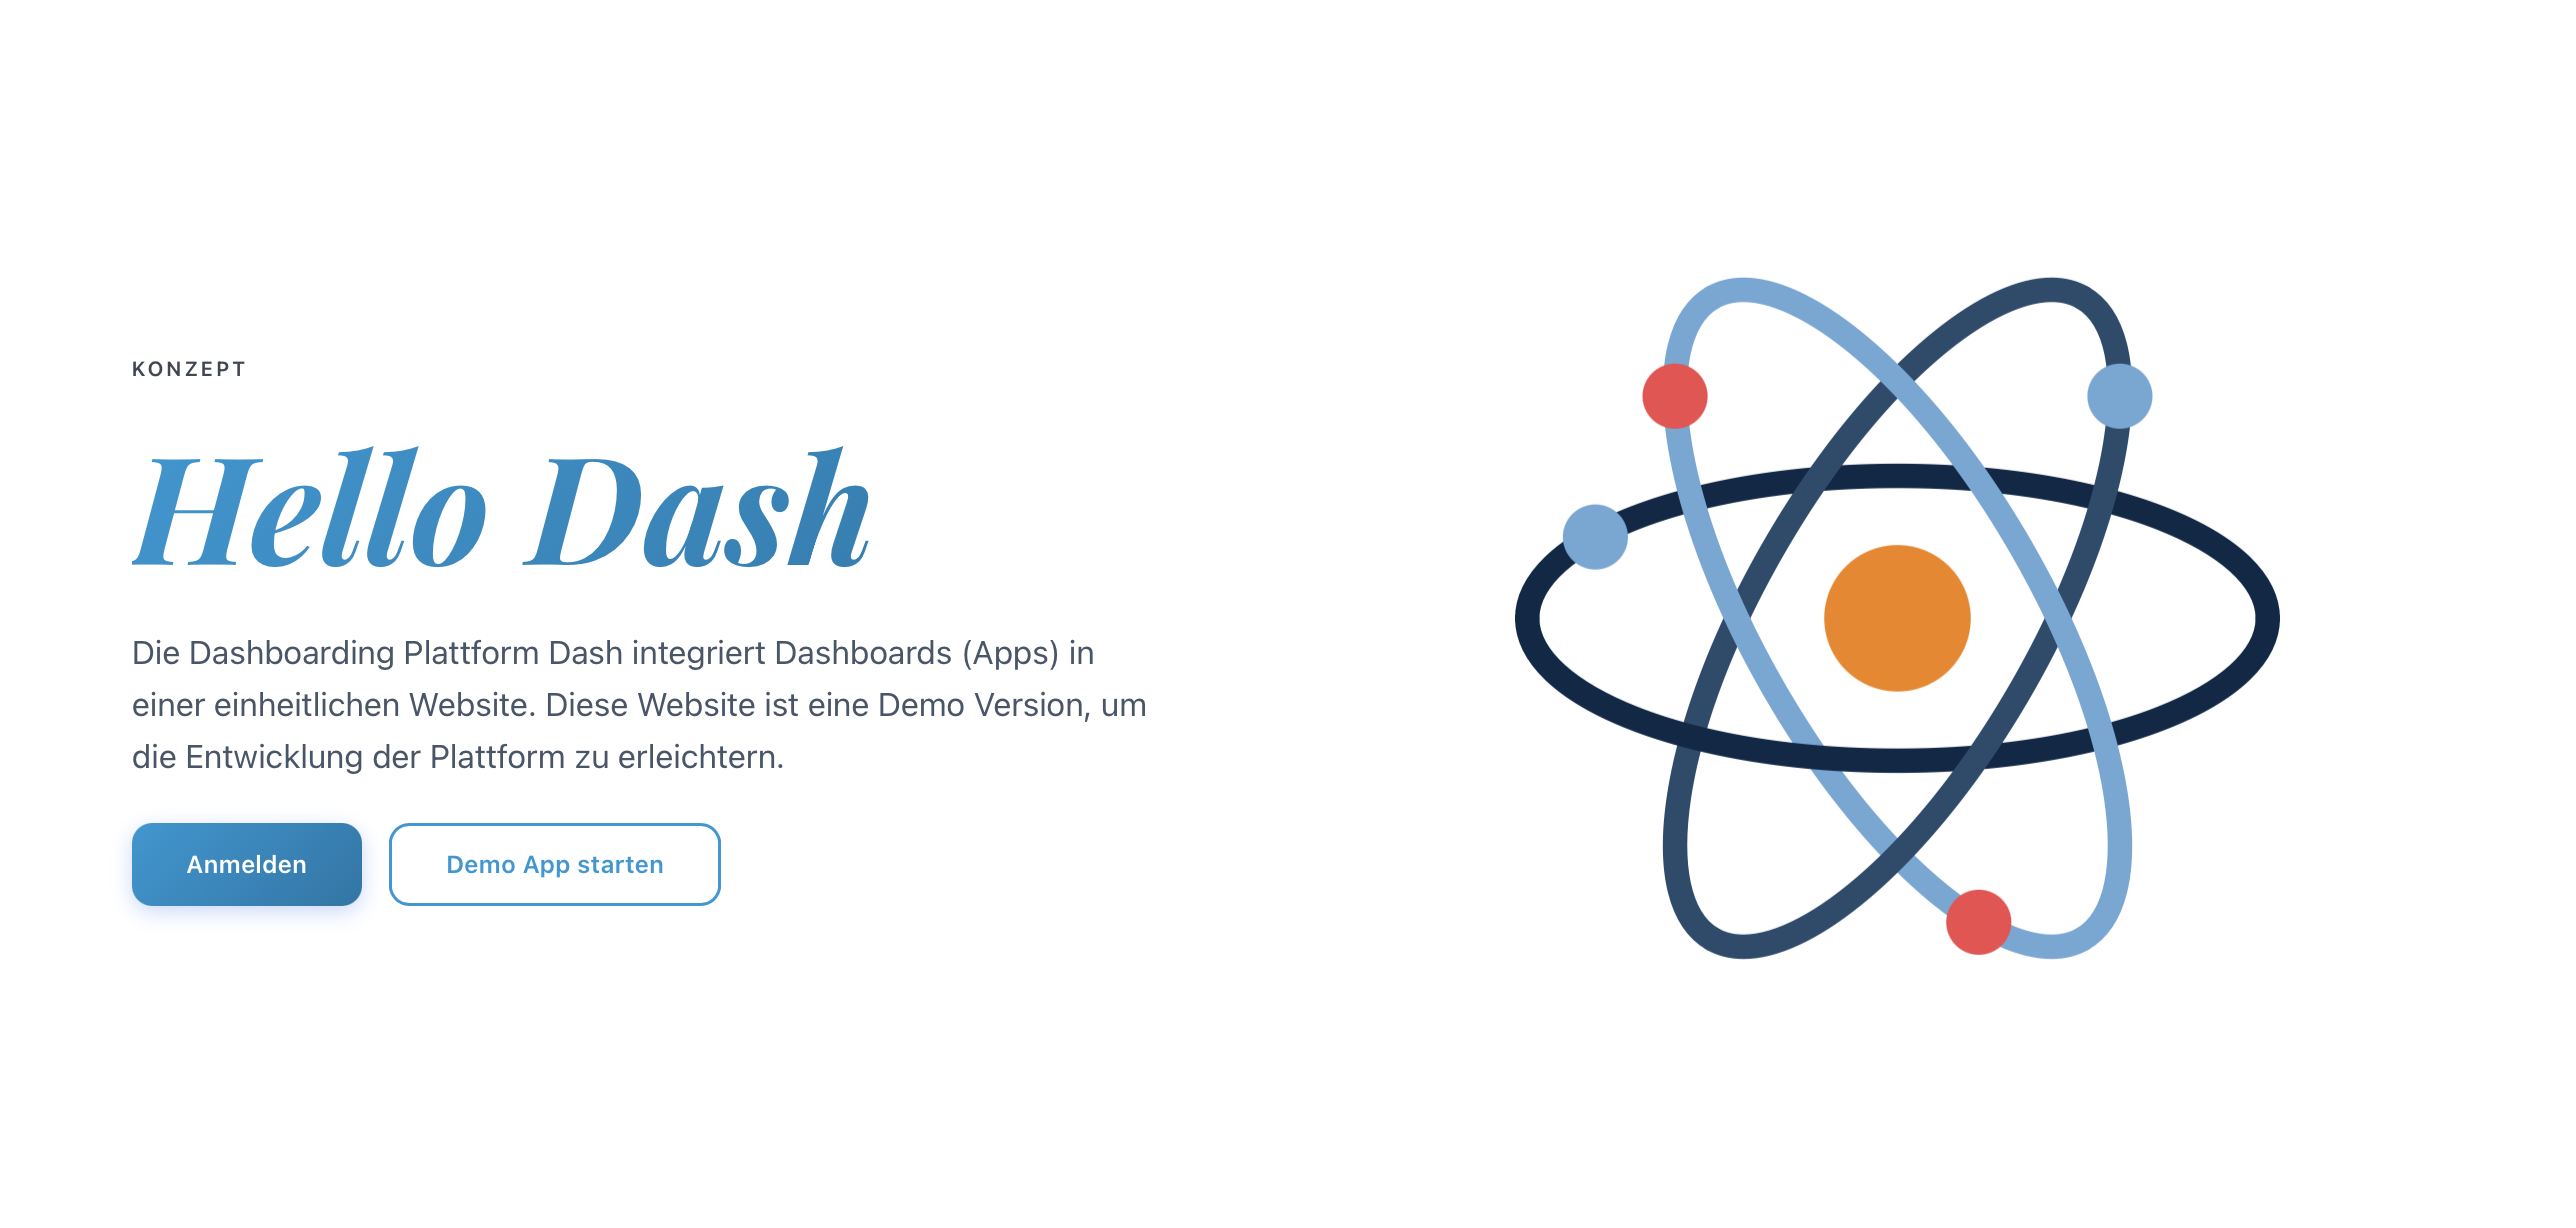 KONZEPT
Hello Dash
Die Dashboarding Plattform Dash integriert Dashboards (Apps) in
einer einheitlichen Website. Diese Website ist eine Demo Version, um
die Entwicklung der Plattform zu erleichtern.
Anmelden
Demo App starten